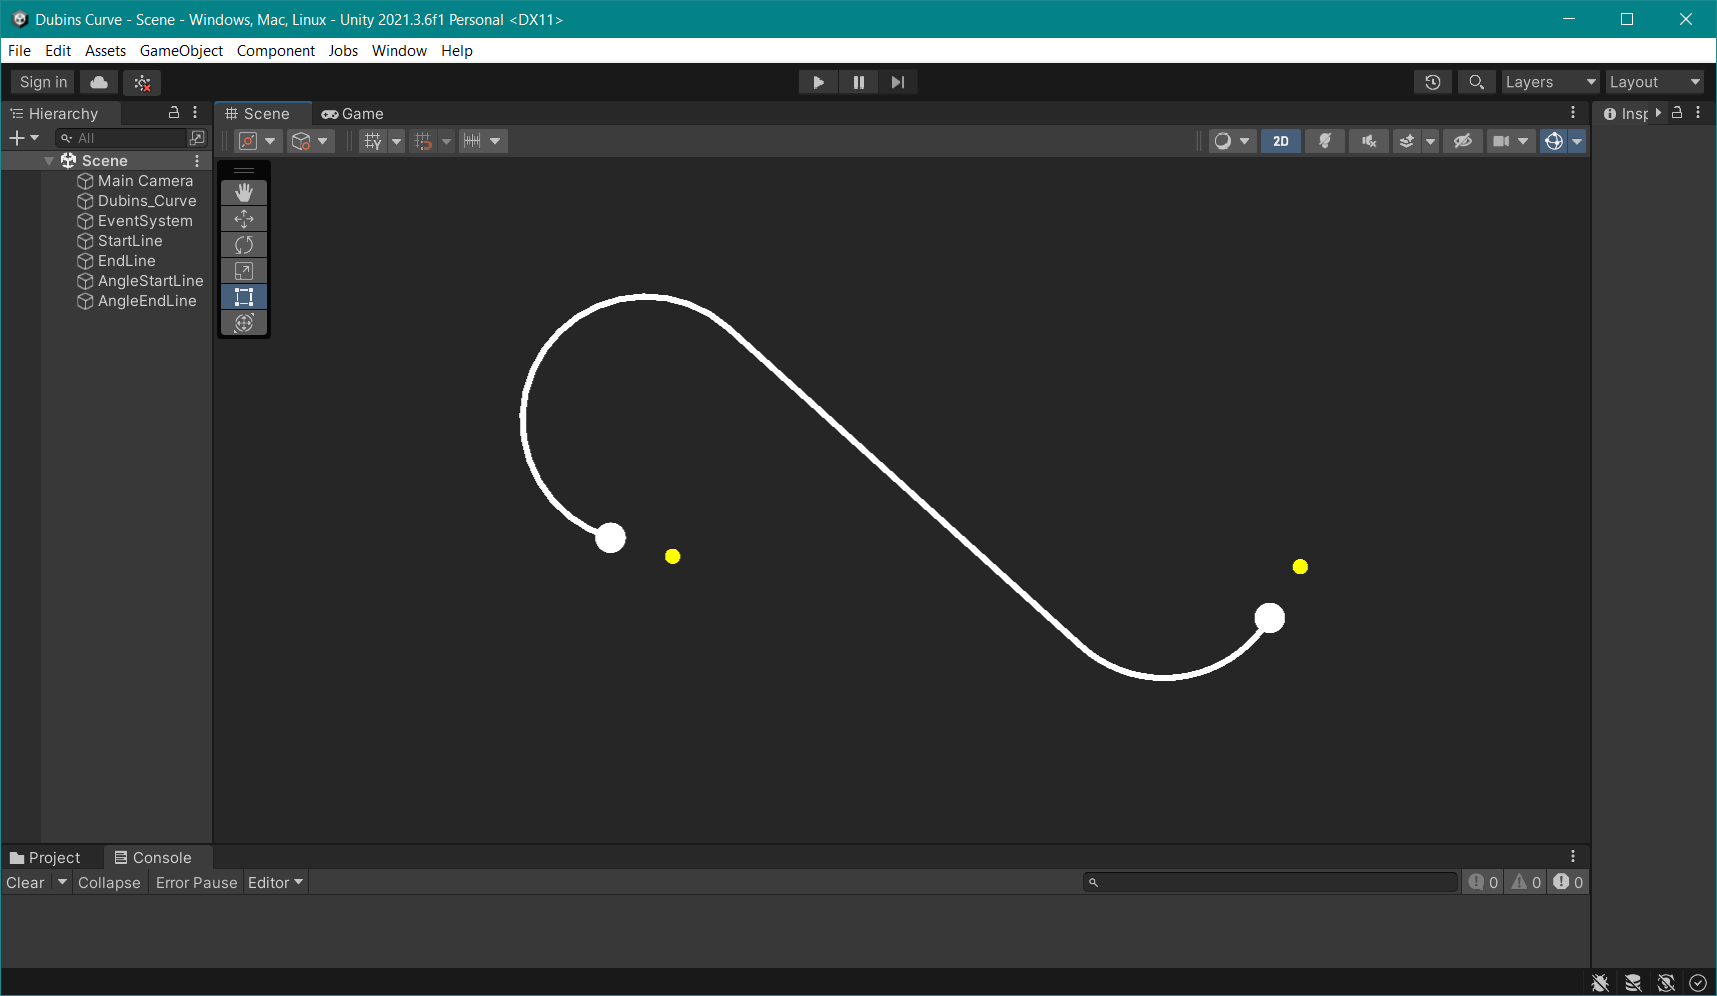 Dubins Curve - Scene - Windows, Mac, Linux - Unity 2021.3.6f1 Personal <DX11>
File Edit Assets GameObject Component Jobs Window Help
Sign in Layers Layout
Hierarchy Scene Game Insp
All 2D
Scene
Main Camera
Dubins_Curve
EventSystem
StartLine
EndLine
AngleStartLine
AngleEndLine
Project Console
Clear Collapse Error Pause Editor 0 0 0